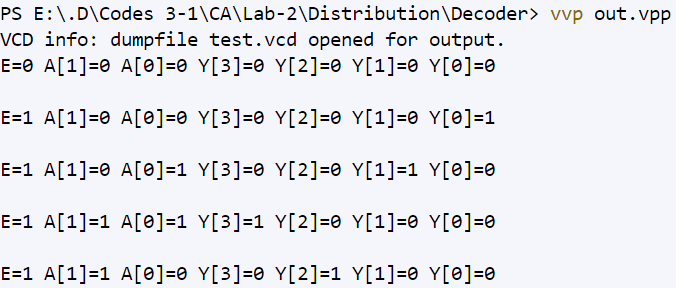 PS E:\.D\Codes 3-1\CA\Lab-2\Distribution\Decoder> vvp out.vpp
VCD info: dumpfile test.vcd opened for output.
E=0 A[1]=0 A[0]=0 Y[3]=0 Y[2]=0 Y[1]=0 Y[0]=0
E=1 A[1]=0 A[0]=0 Y[3]=0 Y[2]=0 Y[1]=0 Y[0]=1
E=1 A[1]=0 A[0]=1 Y[3]=0 Y[2]=0 Y[1]=1 Y[0]=0
E=1 A[1]=1 A[0]=1 Y[3]=1 Y[2]=0 Y[1]=0 Y[0]=0
E=1 A[1]=1 A[0]=0 Y[3]=0 Y[2]=1 Y[1]=0 Y[0]=0